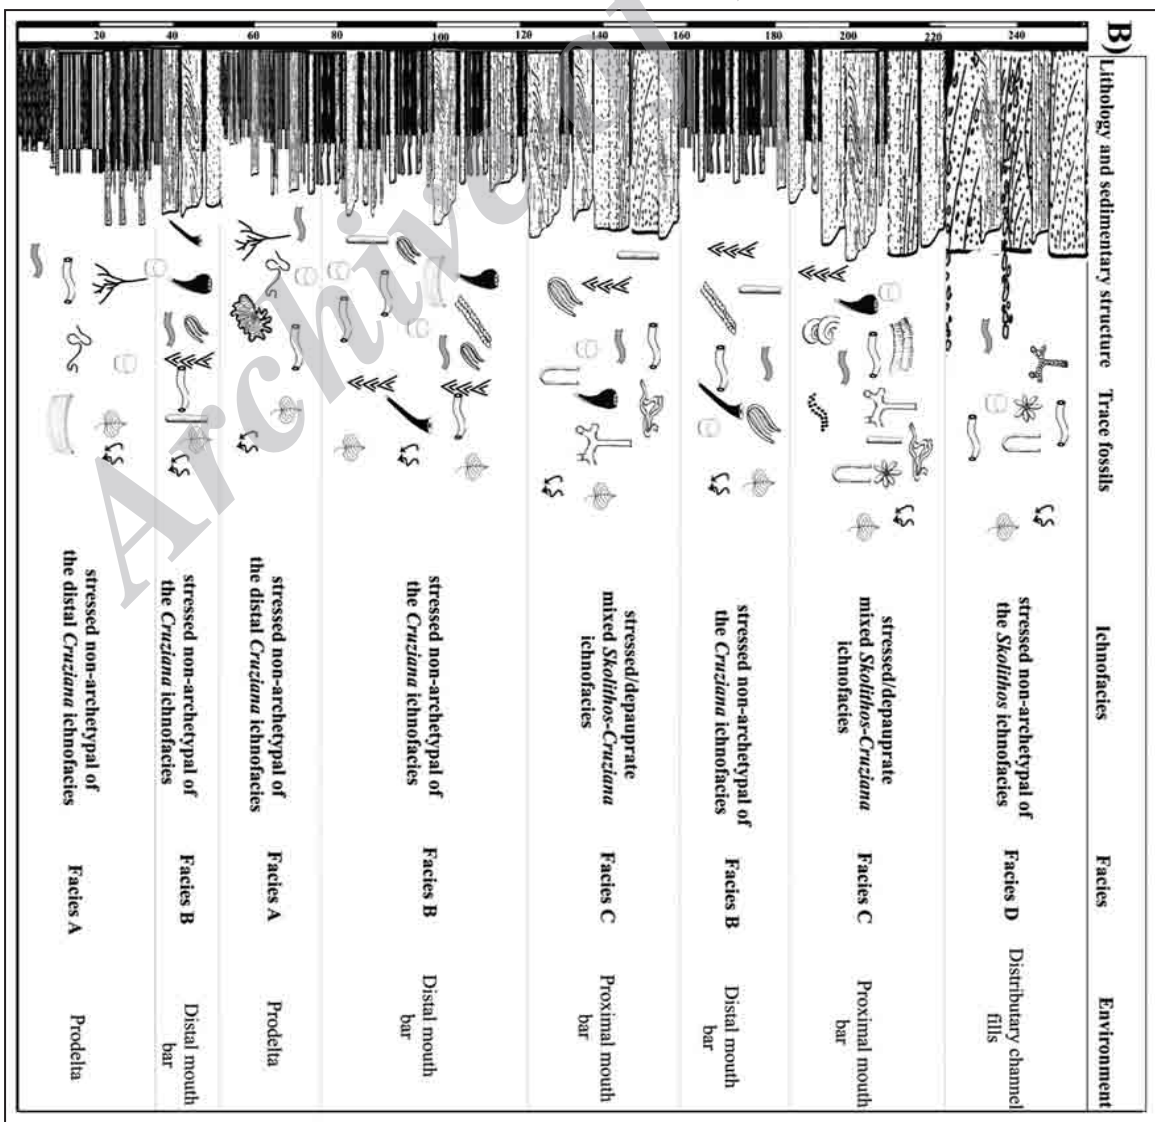 B)
Lithology and sedimentary structure
Trace fossils
Ichnofacies
Facies
Environment
240
220
200
180
160
140
120
100
80
60
40
20
stressed non-archetypal of
the Skolithos ichnofacies
Facies D
Distributary channel
fills
stressed/depauprate
mixed Skolithos-Cruziana
ichnofacies
Facies C
Proximal mouth
bar
stressed non-archetypal of
the Cruziana ichnofacies
Facies B
Distal mouth
bar
stressed/depauprate
mixed Skolithos-Cruziana
ichnofacies
Facies C
Proximal mouth
bar
stressed non-archetypal of
the Cruziana ichnofacies
Facies B
Distal mouth
bar
stressed non-archetypal of
the distal Cruziana ichnofacies
Facies A
Prodelta
stressed non-archetypal of
the Cruziana ichnofacies
Facies B
Distal mouth
bar
stressed non-archetypal of
the distal Cruziana ichnofacies
Facies A
Prodelta